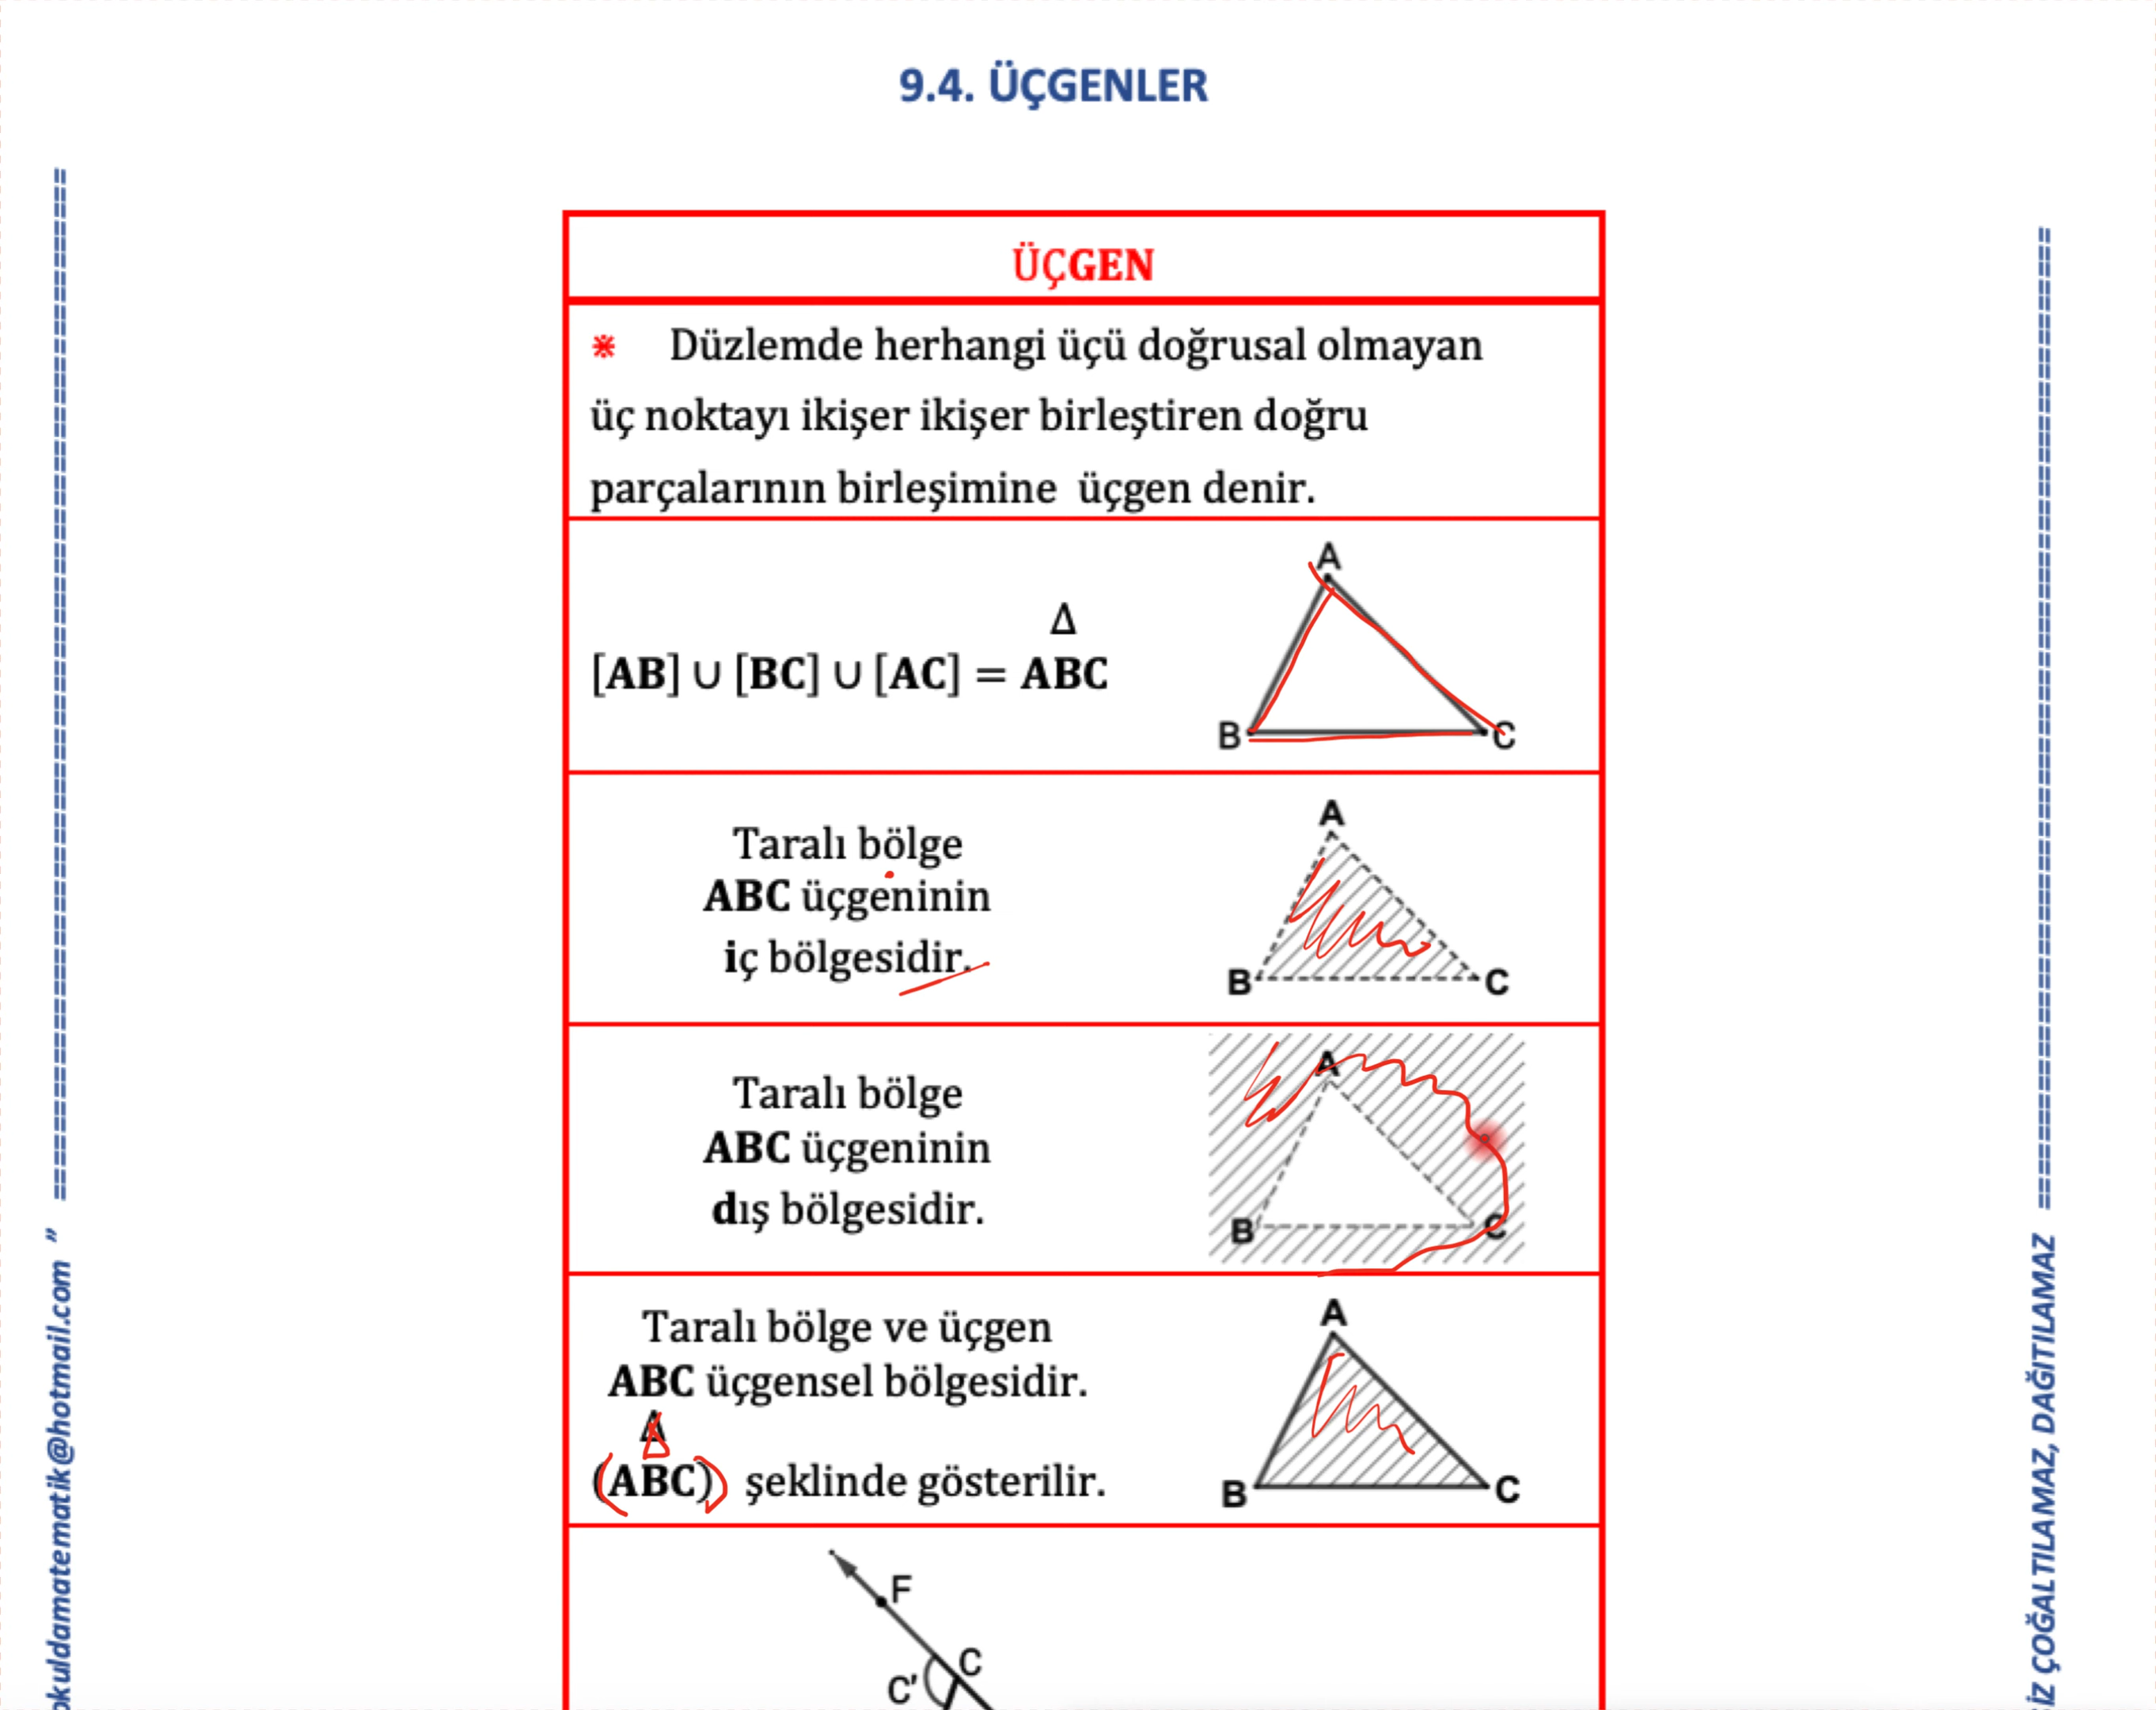 9.4. ÜÇGENLER
ÜÇGEN
※ Düzlemde herhangi üçü doğrusal olmayan
üç noktayı ikişer ikişer birleştiren doğru
parçalarının birleşimine üçgen denir.
Δ
[AB] ∪ [BC] ∪ [AC] = ABC
A
B
C
Taralı bölge
ABC üçgeninin
iç bölgesidir.
A
B
C
Taralı bölge
ABC üçgeninin
dış bölgesidir.
A
B
C
Taralı bölge ve üçgen
ABC üçgensel bölgesidir.
Δ
(ABC) şeklinde gösterilir.
A
B
C
F
C
C'
okuldamatematik@hotmail.com ”
İZ ÇOĞALTILAMAZ, DAĞITILAMAZ